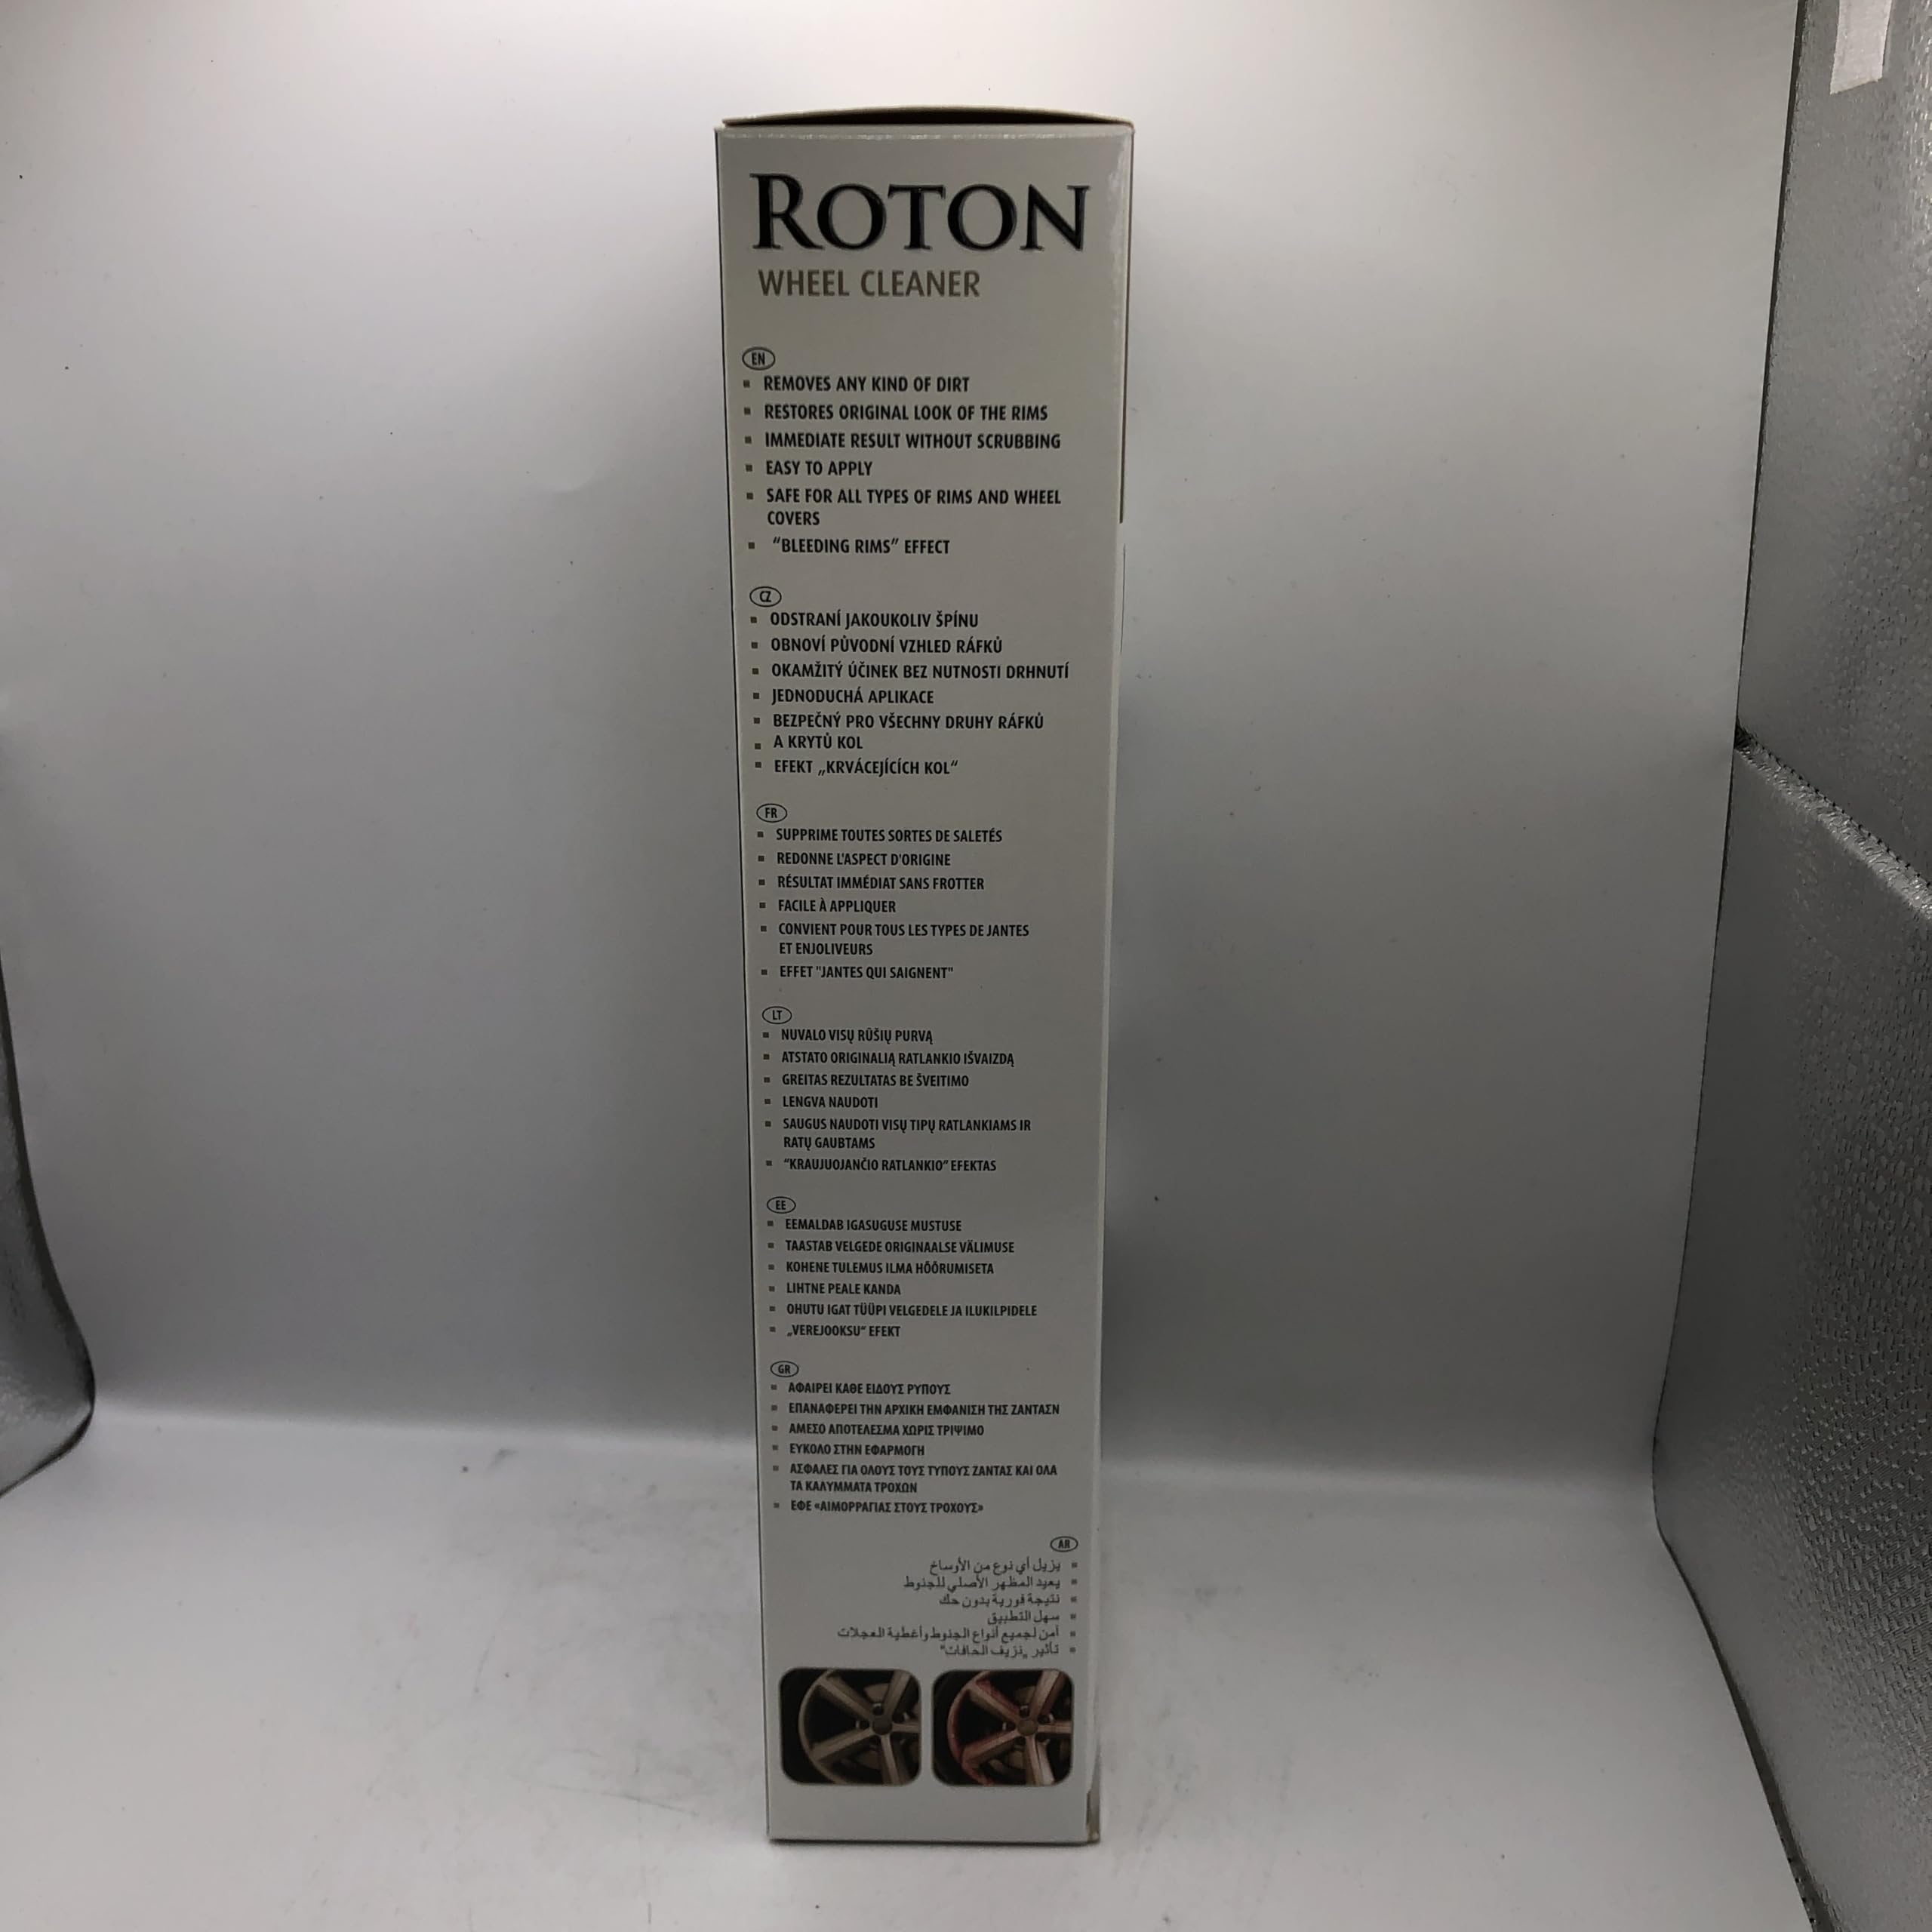 ROTON
WHEEL CLEANER
EN
REMOVES ANY KIND OF DIRT
RESTORES ORIGINAL LOOK OF THE RIMS
IMMEDIATE RESULT WITHOUT SCRUBBING
EASY TO APPLY
SAFE FOR ALL TYPES OF RIMS AND WHEEL
COVERS
"BLEEDING RIMS" EFFECT
CZ
ODSTRANÍ JAKOUKOLIV ŠPÍNU
OBNOVÍ PŮVODNÍ VZHLED RÁFKŮ
OKAMŽITÝ ÚČINEK BEZ NUTNOSTI DRHNUTÍ
JEDNODUCHÁ APLIKACE
BEZPEČNÝ PRO VŠECHNY DRUHY RÁFKŮ
A KRYTŮ KOL
EFEKT „KRVÁCEJÍCÍCH KOL“
FR
SUPPRIME TOUTES SORTES DE SALETÉS
REDONNE L'ASPECT D'ORIGINE
RÉSULTAT IMMÉDIAT SANS FROTTER
FACILE À APPLIQUER
CONVIENT POUR TOUS LES TYPES DE JANTES
ET ENJOLIVEURS
EFFET "JANTES QUI SAIGNENT"
LT
NUVALO VISŲ RŪŠIŲ PURVĄ
ATSTATO ORIGINALIĄ RATLANKIO IŠVAIZDĄ
GREITAS REZULTATAS BE ŠVEITIMO
LENGVA NAUDOTI
SAUGUS NAUDOTI VISŲ TIPŲ RATLANKIAMS IR
RATŲ GAUBTAMS
"KRAUJUOJANČIO RATLANKIO" EFEKTAS
EE
EEMALDAB IGASUGUSE MUSTUSE
TAASTAB VELGEDE ORIGINAALSE VÄLIMUSE
KOHENE TULEMUS ILMA HÕÕRUMISETA
LIHTNE PEALE KANDA
OHUTU IGAT TÜÜPI VELGEDELE JA ILUKILPIDELE
„VEREJOOKSU“ EFEKT
GR
ΑΦΑΙΡΕΙ ΚΑΘΕ ΕΙΔΟΥΣ ΡΥΠΟΥΣ
ΕΠΑΝΑΦΕΡΕΙ ΤΗΝ ΑΡΧΙΚΗ ΕΜΦΑΝΙΣΗ ΤΗΣ ΖΑΝΤΑΣΝ
ΑΜΕΣΟ ΑΠΟΤΕΛΕΣΜΑ ΧΩΡΙΣ ΤΡΙΨΙΜΟ
ΕΥΚΟΛΟ ΣΤΗΝ ΕΦΑΡΜΟΓΗ
ΑΣΦΑΛΕΣ ΓΙΑ ΟΛΟΥΣ ΤΟΥΣ ΤΥΠΟΥΣ ΖΑΝΤΑΣ ΚΑΙ ΟΛΑ
ΤΑ ΚΑΛΥΜΜΑΤΑ ΤΡΟΧΩΝ
ΕΦΕ «ΑΙΜΟΡΡΑΓΙΑΣ ΣΤΟΥΣ ΤΡΟΧΟΥΣ»
AR
يزيل أي نوع من الأوساخ
يعيد المظهر الأصلي للجنوط
نتيجة فورية بدون حك
سهل التطبيق
آمن لجميع أنواع الجنوط وأغطية العجلات
تأثير „نزيف الحافات“